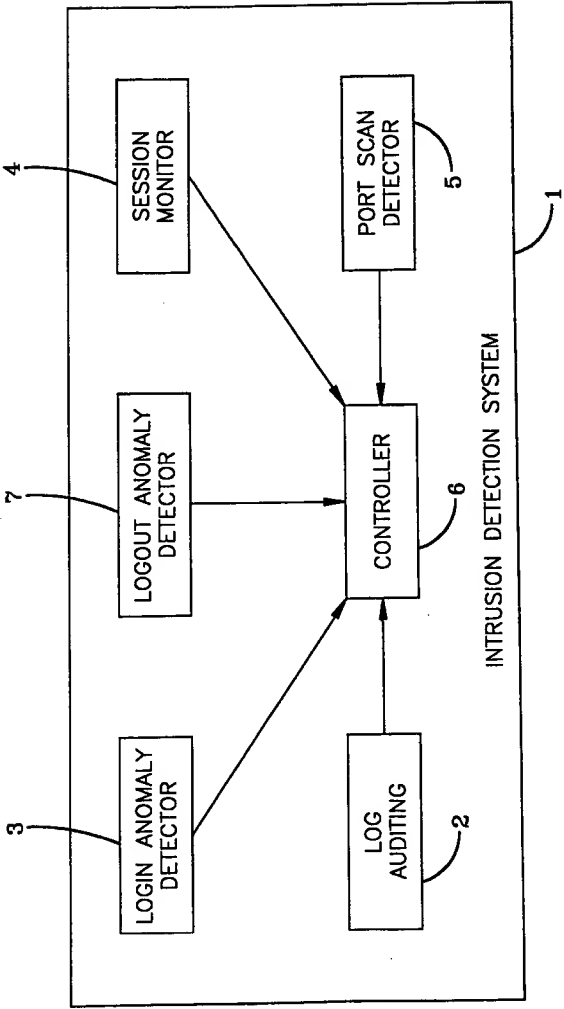 3
7
4
LOGIN ANOMALY
DETECTOR
LOGOUT ANOMALY
DETECTOR
SESSION
MONITOR
LOG
AUDITING
CONTROLLER
PORT SCAN
DETECTOR
2
6
5
INTRUSION DETECTION SYSTEM
1